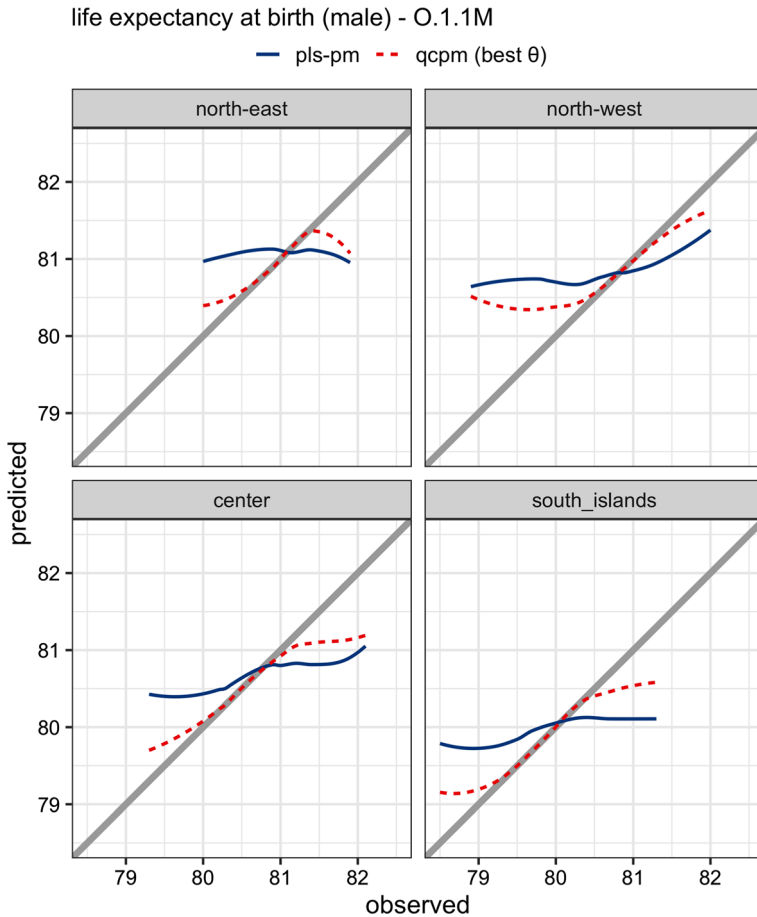 life expectancy at birth (male) - O.1.1M
pls-pm qcpm (best θ)
north-east north-west
82
81
80
79
center south_islands
82
81
80
79
79 80 81 82 79 80 81 82
observed
predicted